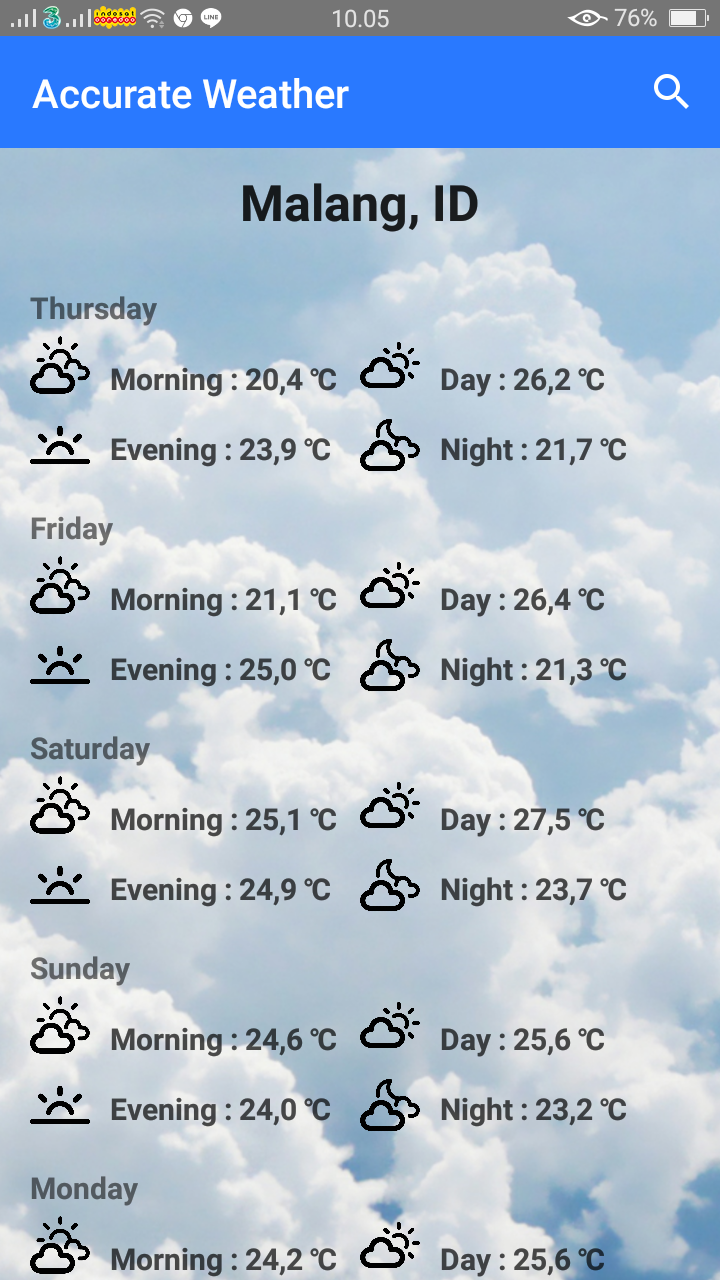 3 indosat ooredoo LINE 10.05 76%
Accurate Weather
Malang, ID
Thursday
Morning : 20,4 ℃ Day : 26,2 ℃
Evening : 23,9 ℃ Night : 21,7 ℃
Friday
Morning : 21,1 ℃ Day : 26,4 ℃
Evening : 25,0 ℃ Night : 21,3 ℃
Saturday
Morning : 25,1 ℃ Day : 27,5 ℃
Evening : 24,9 ℃ Night : 23,7 ℃
Sunday
Morning : 24,6 ℃ Day : 25,6 ℃
Evening : 24,0 ℃ Night : 23,2 ℃
Monday
Morning : 24,2 ℃ Day : 25,6 ℃